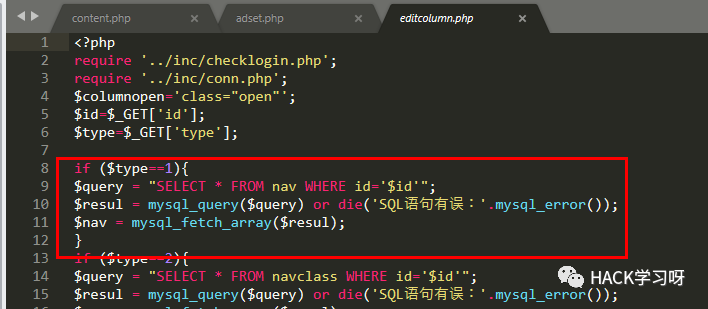 content.php × adset.php × editcolumn.php ×
1 <?php
2 require '../inc/checklogin.php';
3 require '../inc/conn.php';
4 $columnopen='class="open"';
5 $id=$_GET['id'];
6 $type=$_GET['type'];
7
8 if ($type==1){
9 $query = "SELECT * FROM nav WHERE id='$id'";
10 $resul = mysql_query($query) or die('SQL语句有误：'.mysql_error());
11 $nav = mysql_fetch_array($resul);
12 }
13 if ($type==2){
14 $query = "SELECT * FROM navclass WHERE id='$id'";
15 $resul = mysql_query($query) or die('SQL语句有误：'.mysql_error());
16
HACK学习呀